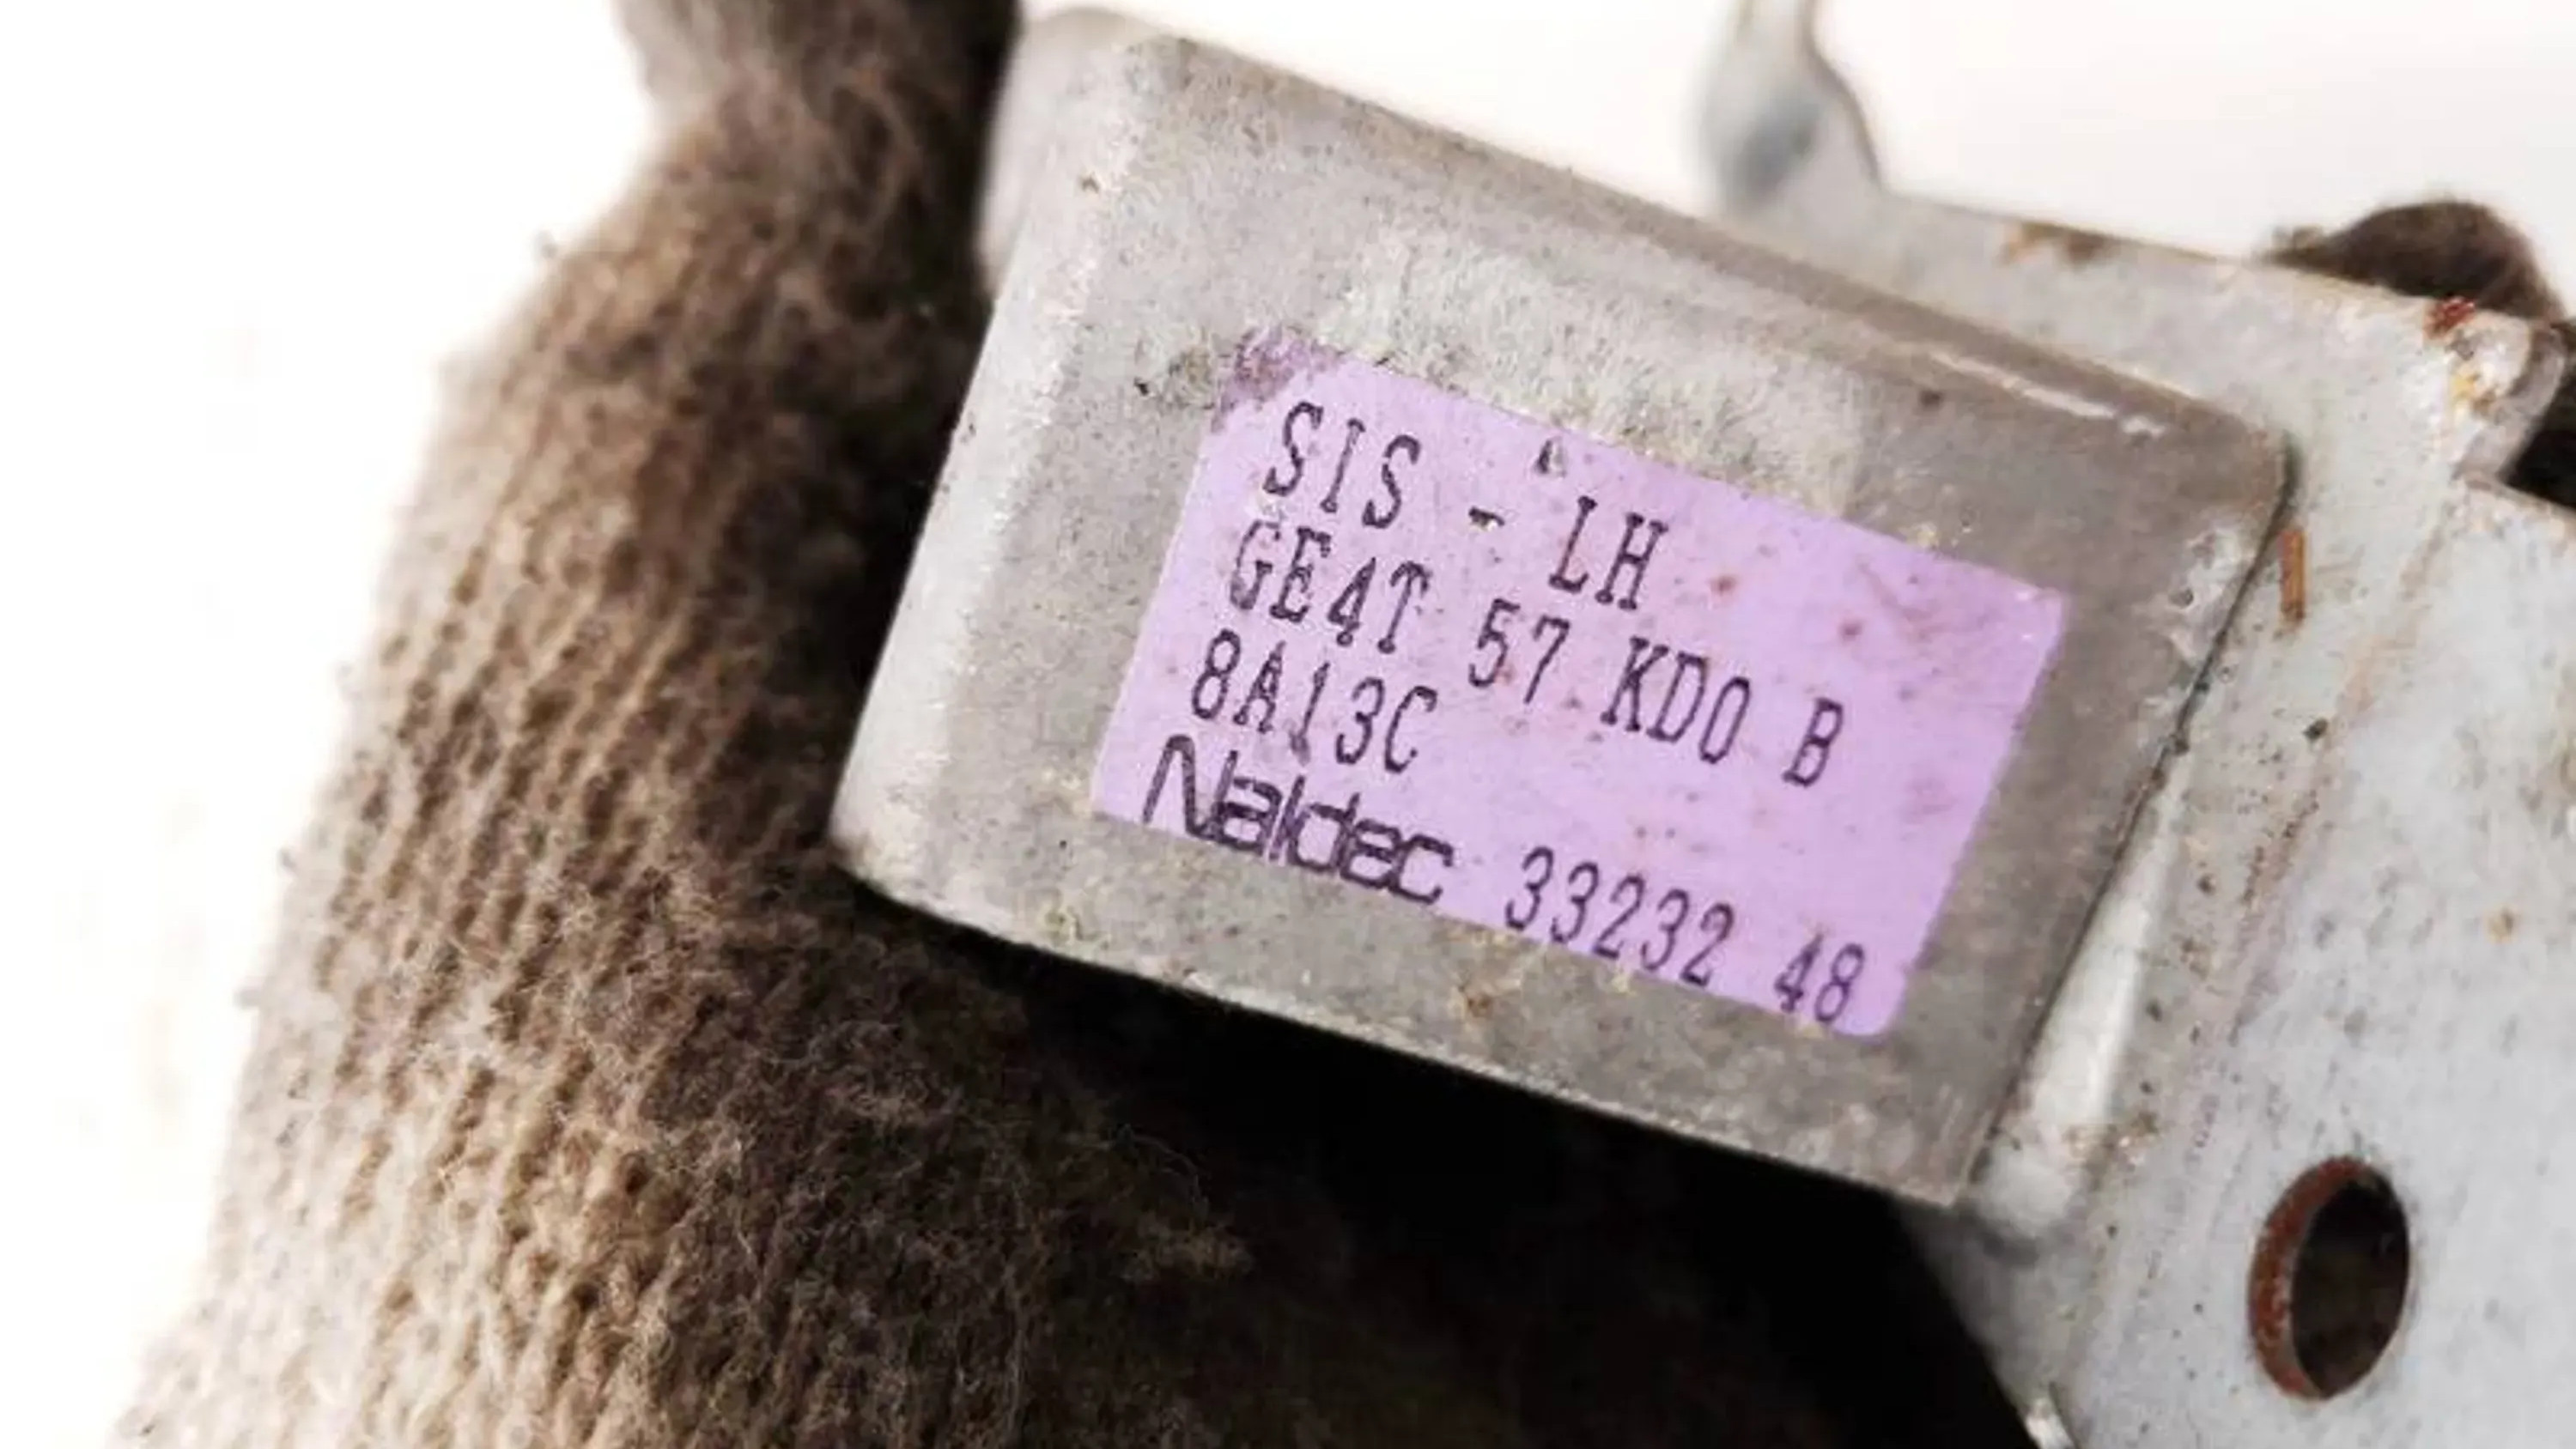 SIS - LH
GE4T 57 KD0 B
8A13C
Naldec 33232 48